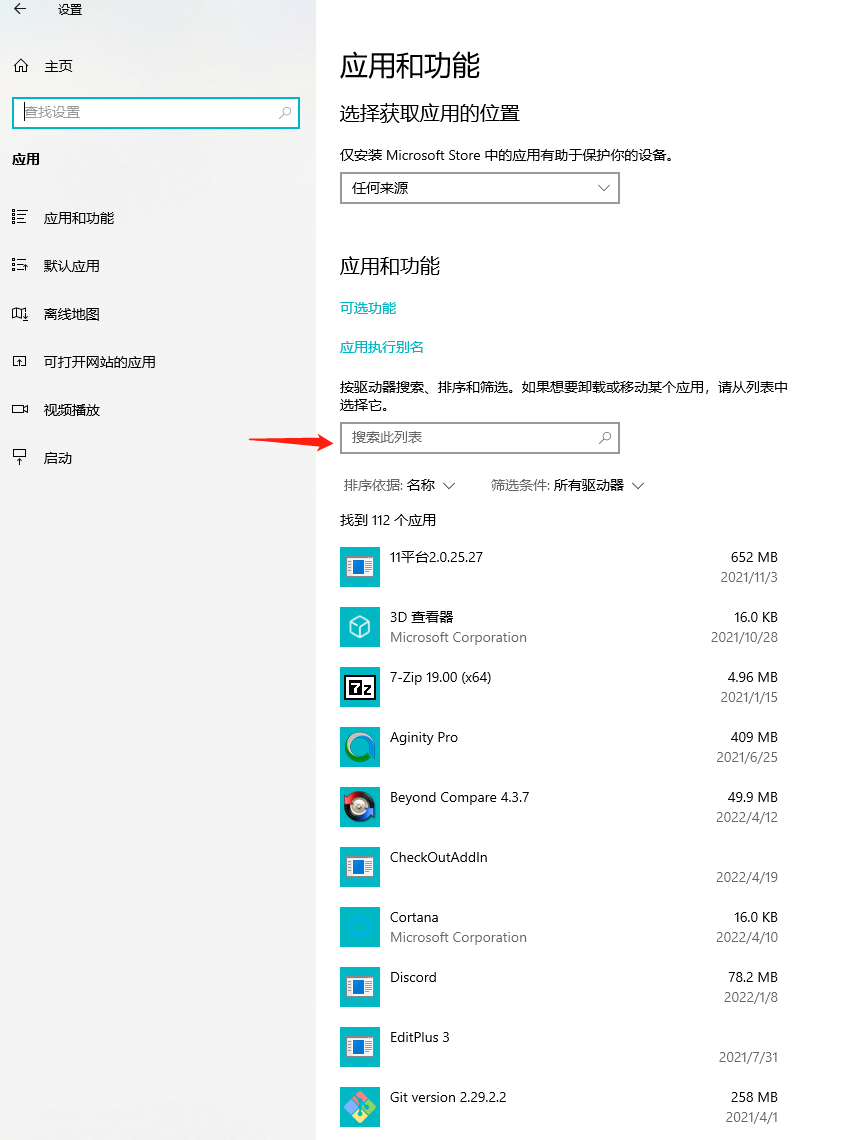 设置
主页
查找设置
应用
应用和功能
默认应用
离线地图
可打开网站的应用
视频播放
启动
应用和功能
选择获取应用的位置
仅安装 Microsoft Store 中的应用有助于保护你的设备。
任何来源
应用和功能
可选功能
应用执行别名
按驱动器搜索、排序和筛选。如果想要卸载或移动某个应用，请从列表中
选择它。
搜索此列表
排序依据: 名称 筛选条件: 所有驱动器
找到 112 个应用
11平台2.0.25.27 652 MB
2021/11/3
3D 查看器 16.0 KB
Microsoft Corporation 2021/10/28
7-Zip 19.00 (x64) 4.96 MB
2021/1/15
Aginity Pro 409 MB
2021/6/25
Beyond Compare 4.3.7 49.9 MB
2022/4/12
CheckOutAddIn
2022/4/19
Cortana 16.0 KB
Microsoft Corporation 2022/4/10
Discord 78.2 MB
2022/1/8
EditPlus 3
2021/7/31
Git version 2.29.2.2 258 MB
2021/4/1